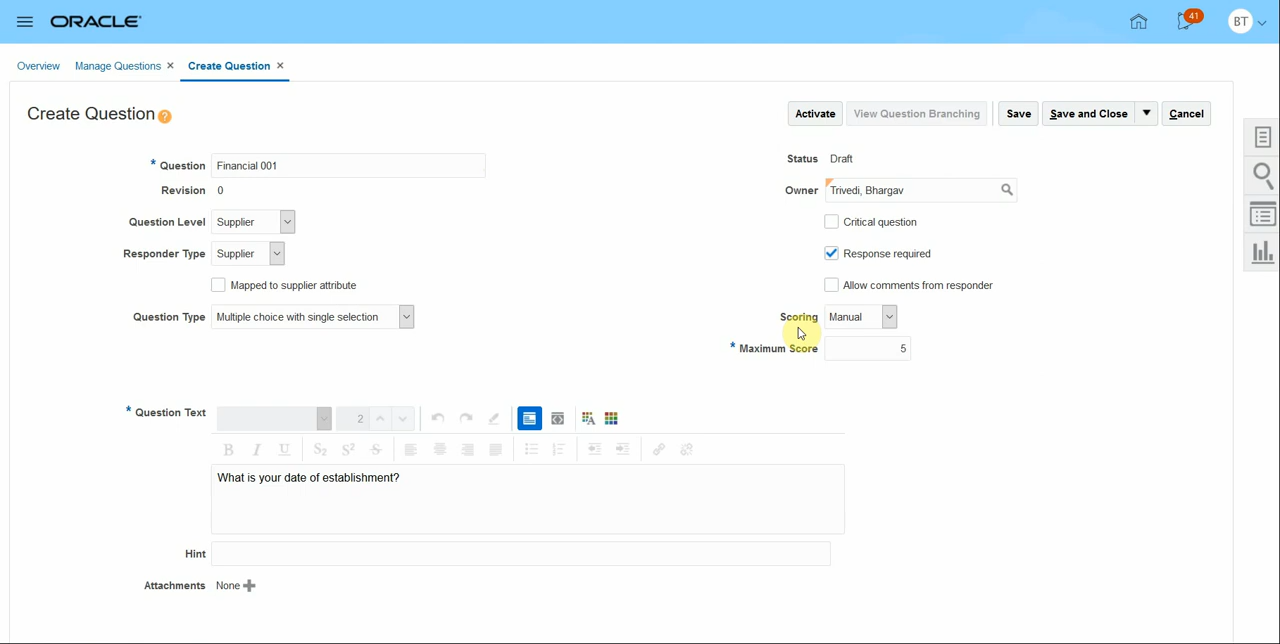 ORACLE
41
BT
Overview Manage Questions × Create Question ×
Create Question ?
Activate View Question Branching Save Save and Close Cancel
* Question Financial 001
Revision 0
Question Level Supplier
Responder Type Supplier
Mapped to supplier attribute
Question Type Multiple choice with single selection
Status Draft
Owner Trivedi, Bhargav
Critical question
Response required
Allow comments from responder
Scoring Manual
* Maximum Score 5
* Question Text
2
B I U S2 S2 S
What is your date of establishment?
Hint
Attachments None